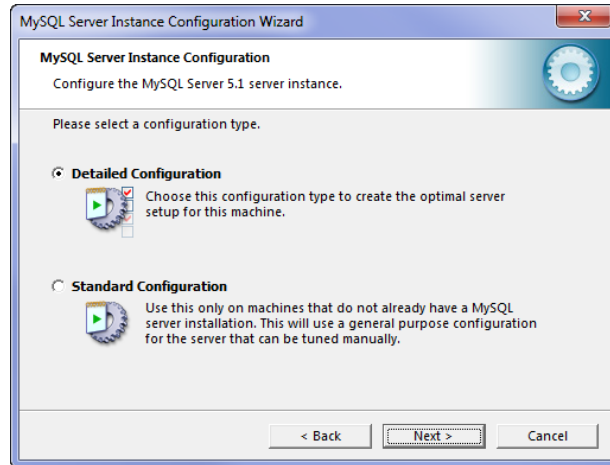 MySQL Server Instance Configuration Wizard
MySQL Server Instance Configuration
Configure the MySQL Server 5.1 server instance.
Please select a configuration type.
Detailed Configuration
Choose this configuration type to create the optimal server
setup for this machine.
Standard Configuration
Use this only on machines that do not already have a MySQL
server installation. This will use a general purpose configuration
for the server that can be tuned manually.
< Back Next > Cancel